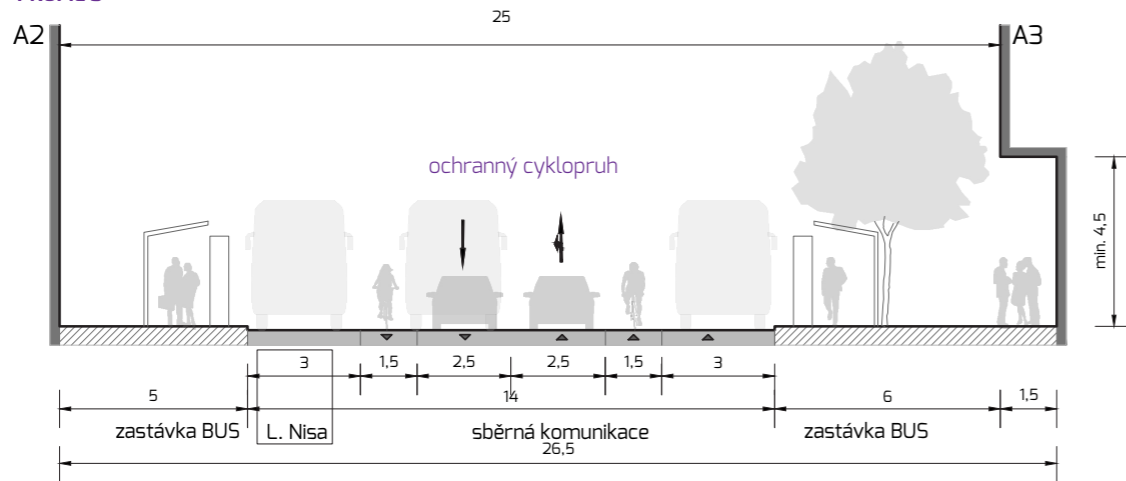 25
A2
A3
ochranný cyklopruh
min. 4,5
3
1,5
2,5
2,5
1,5
3
5
14
6
1,5
zastávka BUS
L. Nisa
sběrná komunikace
zastávka BUS
26,5